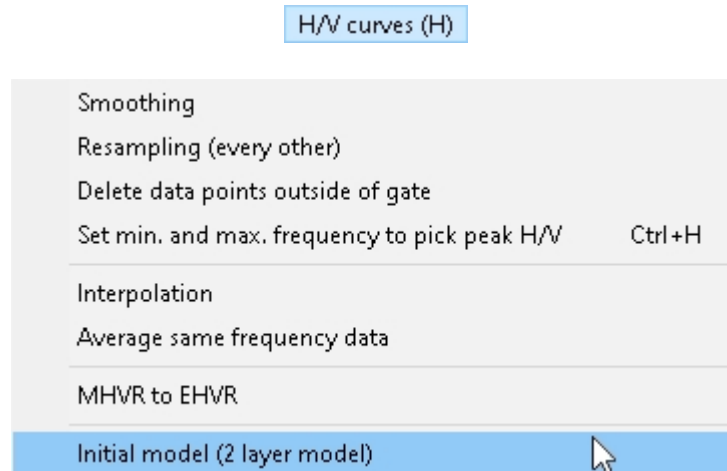 H/V curves (H)
Smoothing
Resampling (every other)
Delete data points outside of gate
Set min. and max. frequency to pick peak H/V Ctrl+H
Interpolation
Average same frequency data
MHVR to EHVR
Initial model (2 layer model)